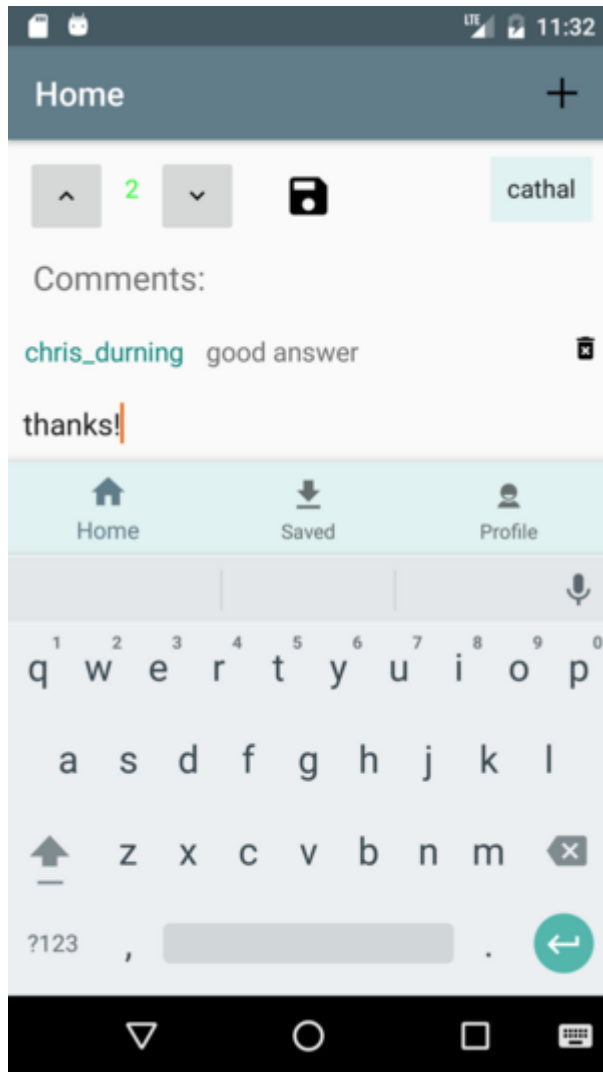 LTE 11:32
Home +
2 cathal
Comments:
chris_durning good answer
thanks!
Home Saved Profile
1 2 3 4 5 6 7 8 9 0
q w e r t y u i o p
a s d f g h j k l
z x c v b n m
?123 , .